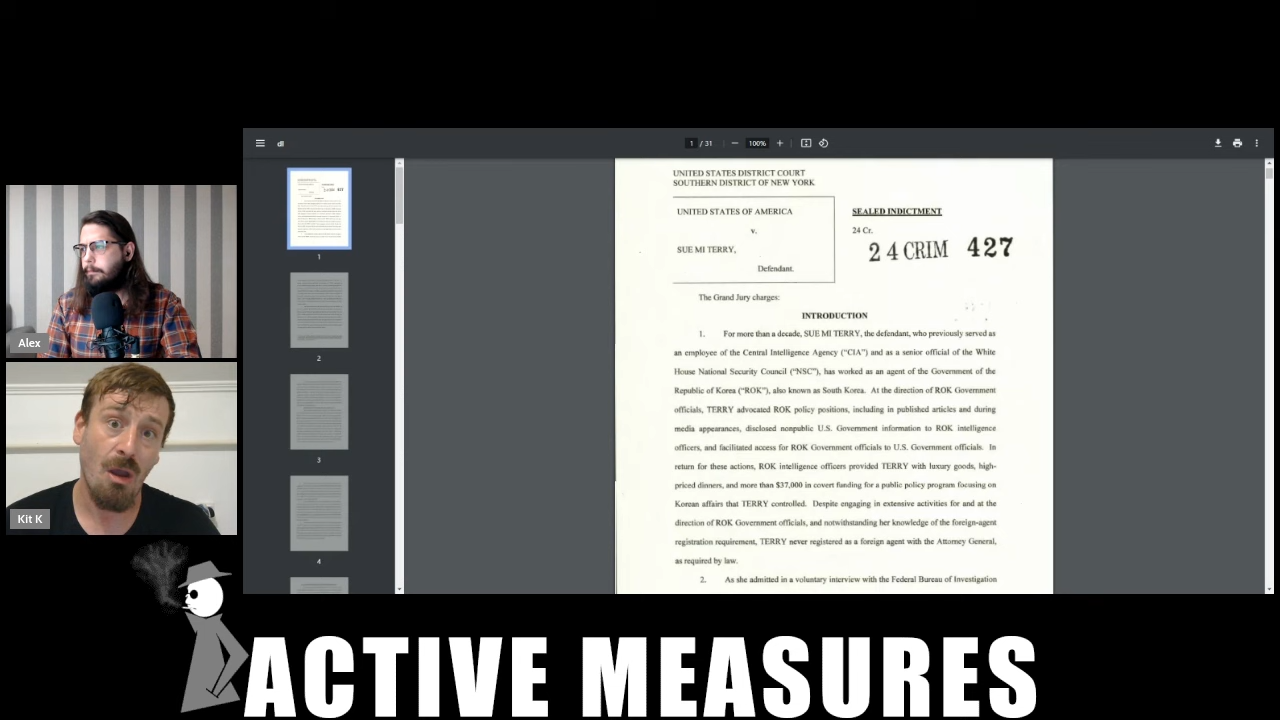 dl
1 / 31
100%
1
2
3
4
Alex
Kit K
UNITED STATES DISTRICT COURT
SOUTHERN DISTRICT OF NEW YORK
UNITED STATES OF AMERICA
v.
SUE MI TERRY,
Defendant.
SEALED INDICTMENT
24 Cr.
24 CRIM 427
The Grand Jury charges:
INTRODUCTION
1. For more than a decade, SUE MI TERRY, the defendant, who previously served as
an employee of the Central Intelligence Agency ("CIA") and as a senior official of the White
House National Security Council ("NSC"), has worked as an agent of the Government of the
Republic of Korea ("ROK"), also known as South Korea. At the direction of ROK Government
officials, TERRY advocated ROK policy positions, including in published articles and during
media appearances, disclosed nonpublic U.S. Government information to ROK intelligence
officers, and facilitated access for ROK Government officials to U.S. Government officials. In
return for these actions, ROK intelligence officers provided TERRY with luxury goods, high-
priced dinners, and more than $37,000 in covert funding for a public policy program focusing on
Korean affairs that TERRY controlled. Despite engaging in extensive activities for and at the
direction of ROK Government officials, and notwithstanding her knowledge of the foreign-agent
registration requirement, TERRY never registered as a foreign agent with the Attorney General,
as required by law.
2. As she admitted in a voluntary interview with the Federal Bureau of Investigation
ACTIVE MEASURES